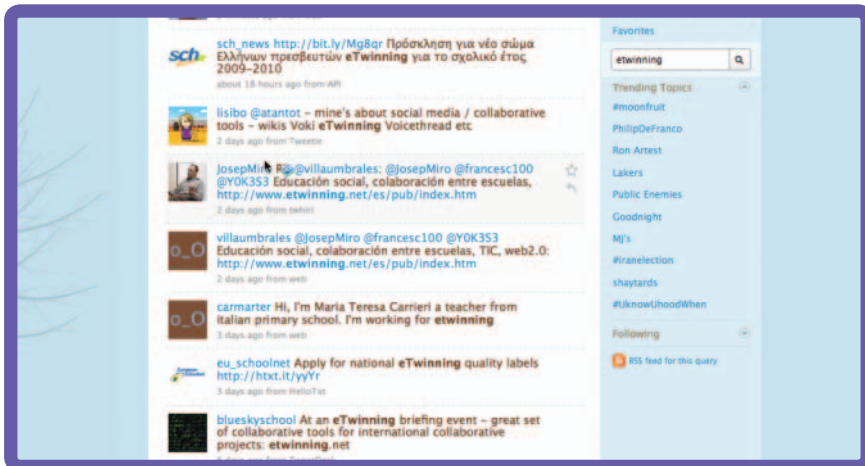 sch_news http://bit.ly/Mg8qr Πρόσκληση για νέο σώμα
Ελλήνων πρεσβευτών eTwinning για το σχολικό έτος
2009-2010
about 18 hours ago from API
lisibo @atantot - mine's about social media / collaborative
tools - wikis Voki eTwinning Voicethread etc
2 days ago from Tweetie
@villaumbrales: @JosepMiro @francesc100
@Y0K3S3 Educación social, colaboración entre escuelas,
http://www.etwinning.net/es/pub/index.htm
2 days ago from twhirl
villaumbrales @JosepMiro @francesc100 @Y0K3S3
Educación social, colaboración entre escuelas, TIC, web2.0:
http://www.etwinning.net/es/pub/index.htm
2 days ago from web
carmarter Hi, I'm Maria Teresa Carrieri a teacher from
italian primary school. I'm working for etwinning
3 days ago from web
eu_schoolnet Apply for national eTwinning quality labels
http://htxt.it/yyYr
3 days ago from HelloTxt
blueskyschool At an eTwinning briefing event - great set
of collaborative tools for international collaborative
projects: etwinning.net
sch
o_O
o_O
Favorites
etwinning
Trending Topics
#moonfruit
PhilipDeFranco
Ron Artest
Lakers
Public Enemies
Goodnight
MJ's
#iranelection
shaytards
#UknowUhoodWhen
Following
RSS feed for this query